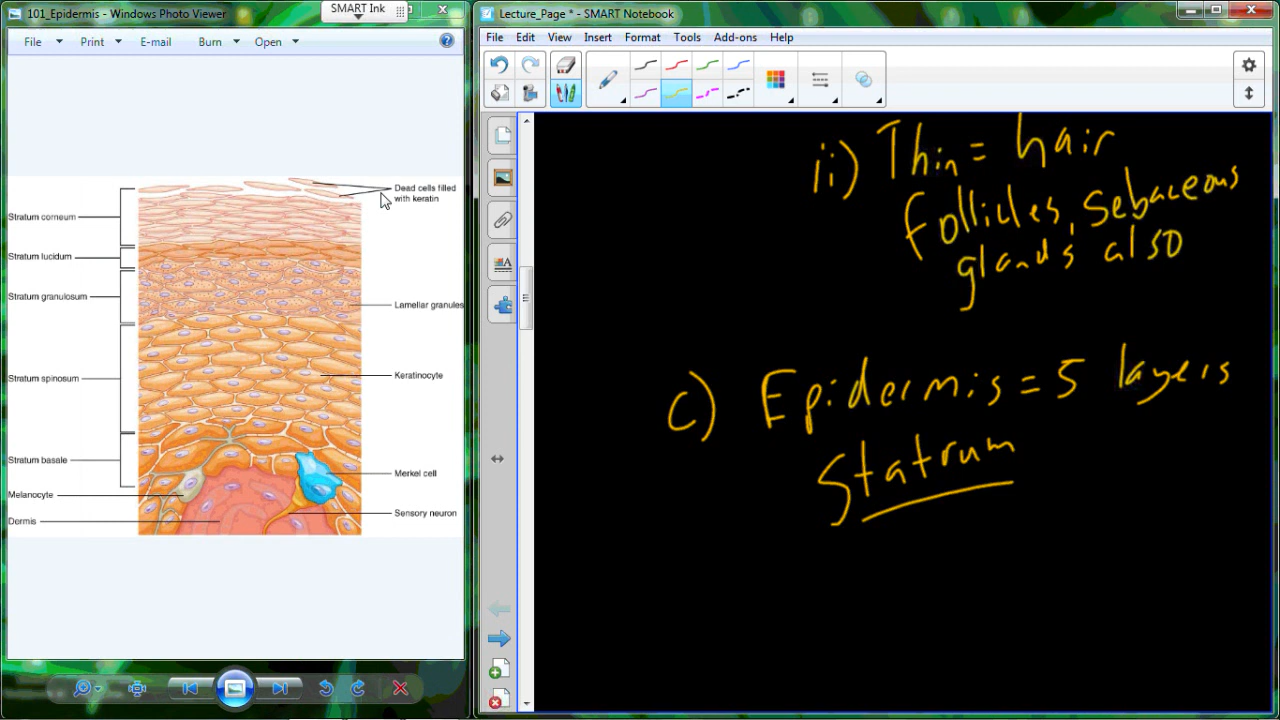 101_Epidermis - Windows Photo Viewer
SMART Ink
File Print E-mail Burn Open
Dead cells filled
with keratin
Stratum corneum
Stratum lucidum
Stratum granulosum
Lamellar granules
Keratinocyte
Stratum spinosum
Stratum basale
Merkel cell
Melanocyte
Sensory neuron
Dermis
Lecture_Page * - SMART Notebook
File Edit View Insert Format Tools Add-ons Help
ii) Thin = hair
follicles, sebaceous
glands also
c) Epidermis = 5 layers
Statrum